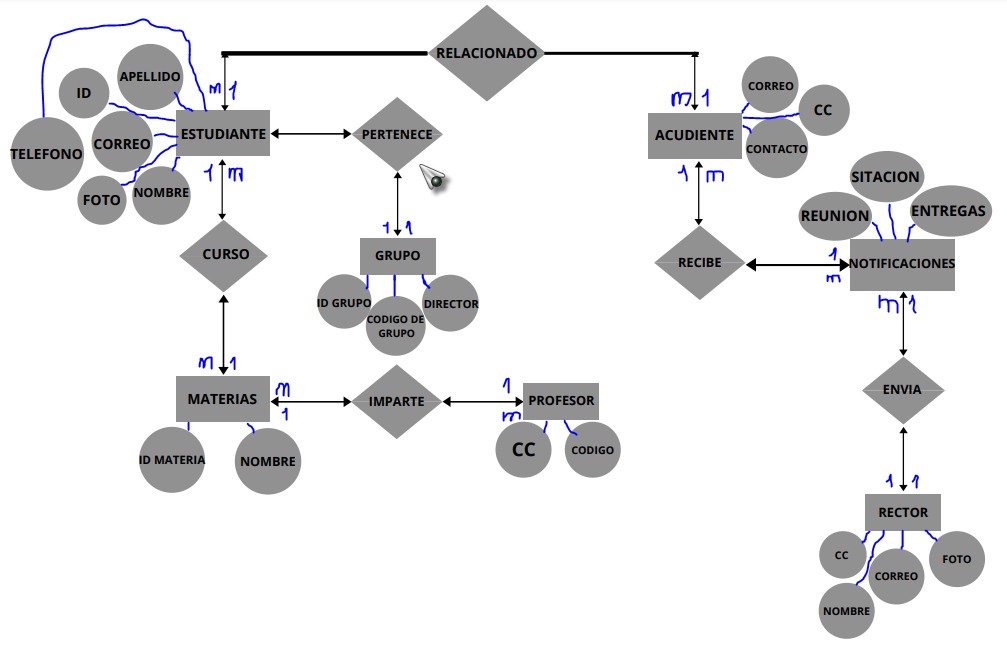 RELACIONADO
APELLIDO
ID
m 1
m 1
CORREO
CC
TELEFONO
CORREO
ESTUDIANTE
PERTENECE
ACUDIENTE
CONTACTO
FOTO
NOMBRE
1 m
1 m
SITACION
REUNION
ENTREGAS
CURSO
1 1
GRUPO
RECIBE
1
m
NOTIFICACIONES
ID GRUPO
CODIGO DE
GRUPO
DIRECTOR
m 1
m 1
MATERIAS
m
1
IMPARTE
1
m
PROFESOR
ENVIA
ID MATERIA
NOMBRE
CC
CODIGO
1 1
RECTOR
CC
NOMBRE
CORREO
FOTO